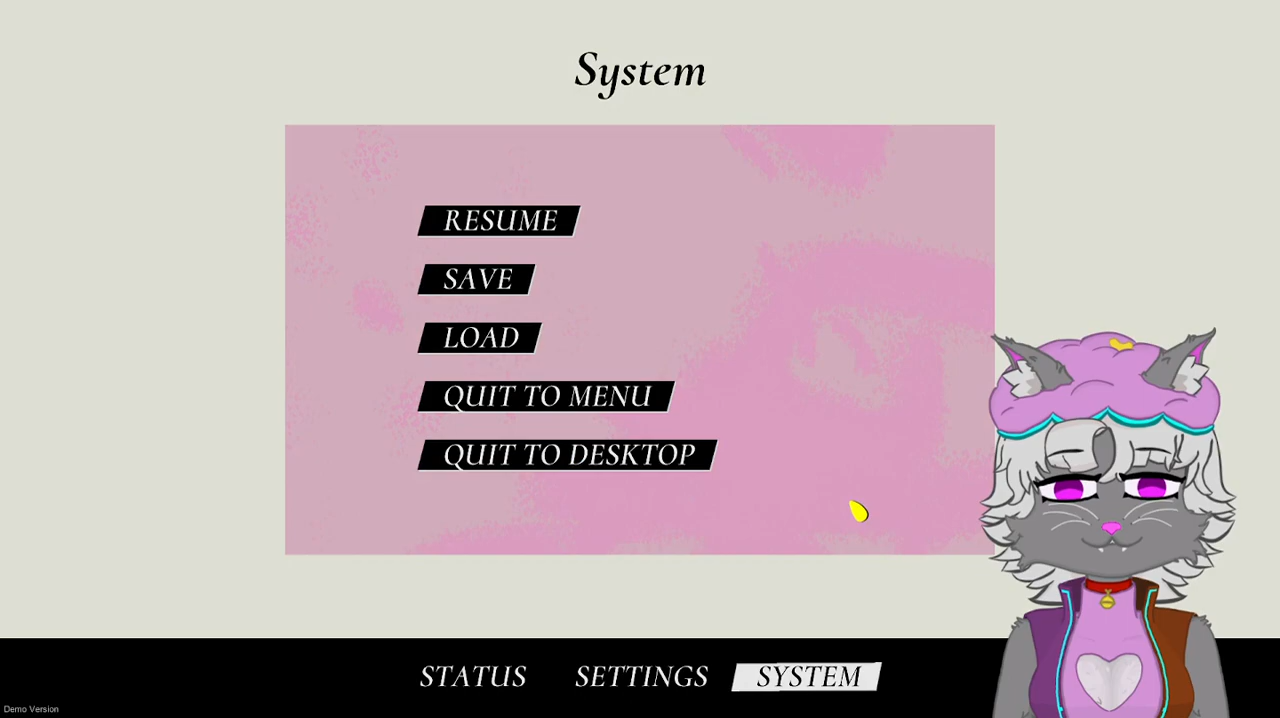 System
RESUME
SAVE
LOAD
QUIT TO MENU
QUIT TO DESKTOP
STATUS SETTINGS SYSTEM
Demo Version